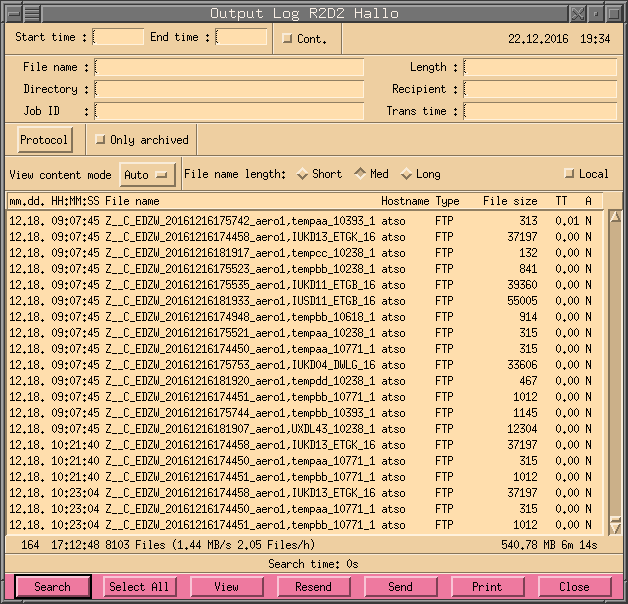 Output Log R2D2 Hallo
Start time : End time : Cont. 22.12.2016 19:34
File name : Length :
Directory : Recipient :
Job ID : Trans time :
Protocol Only archived
View content mode Auto File name length: Short Med Long Local
mm.dd. HH:MM:SS File name Hostname Type File size TT A
12.18. 09:07:45 Z__C_EDZW_20161216175742_aero1,tempaa_10393_1 atso FTP 313 0.01 N
12.18. 09:07:45 Z__C_EDZW_20161216174458_aero1,IUKD13_ETGK_16 atso FTP 37197 0.00 N
12.18. 09:07:45 Z__C_EDZW_20161216181917_aero1,tempcc_10238_1 atso FTP 132 0.00 N
12.18. 09:07:45 Z__C_EDZW_20161216175523_aero1,tempbb_10238_1 atso FTP 841 0.00 N
12.18. 09:07:45 Z__C_EDZW_20161216175535_aero1,IUKD11_ETGB_16 atso FTP 39360 0.00 N
12.18. 09:07:45 Z__C_EDZW_20161216181933_aero1,IUSD11_ETGB_16 atso FTP 55005 0.00 N
12.18. 09:07:45 Z__C_EDZW_20161216174948_aero1,tempbb_10618_1 atso FTP 914 0.00 N
12.18. 09:07:45 Z__C_EDZW_20161216175521_aero1,tempaa_10238_1 atso FTP 315 0.00 N
12.18. 09:07:45 Z__C_EDZW_20161216174450_aero1,tempaa_10771_1 atso FTP 315 0.00 N
12.18. 09:07:45 Z__C_EDZW_20161216175753_aero1,IUKD04_DWLG_16 atso FTP 33606 0.00 N
12.18. 09:07:45 Z__C_EDZW_20161216181920_aero1,tempdd_10238_1 atso FTP 467 0.00 N
12.18. 09:07:45 Z__C_EDZW_20161216174451_aero1,tempbb_10771_1 atso FTP 1012 0.00 N
12.18. 09:07:45 Z__C_EDZW_20161216175744_aero1,tempbb_10393_1 atso FTP 1145 0.00 N
12.18. 09:07:45 Z__C_EDZW_20161216181907_aero1,UXDL43_10238_1 atso FTP 12304 0.00 N
12.18. 10:21:40 Z__C_EDZW_20161216174458_aero1,IUKD13_ETGK_16 atso FTP 37197 0.00 N
12.18. 10:21:40 Z__C_EDZW_20161216174450_aero1,tempaa_10771_1 atso FTP 315 0.00 N
12.18. 10:21:40 Z__C_EDZW_20161216174451_aero1,tempbb_10771_1 atso FTP 1012 0.00 N
12.18. 10:23:04 Z__C_EDZW_20161216174458_aero1,IUKD13_ETGK_16 atso FTP 37197 0.00 N
12.18. 10:23:04 Z__C_EDZW_20161216174450_aero1,tempaa_10771_1 atso FTP 315 0.00 N
12.18. 10:23:04 Z__C_EDZW_20161216174451_aero1,tempbb_10771_1 atso FTP 1012 0.00 N
164 17:12:48 8103 Files (1.44 MB/s 2.05 Files/h) 540.78 MB 6m 14s
Search time: 0s
Search Select All View Resend Send Print Close